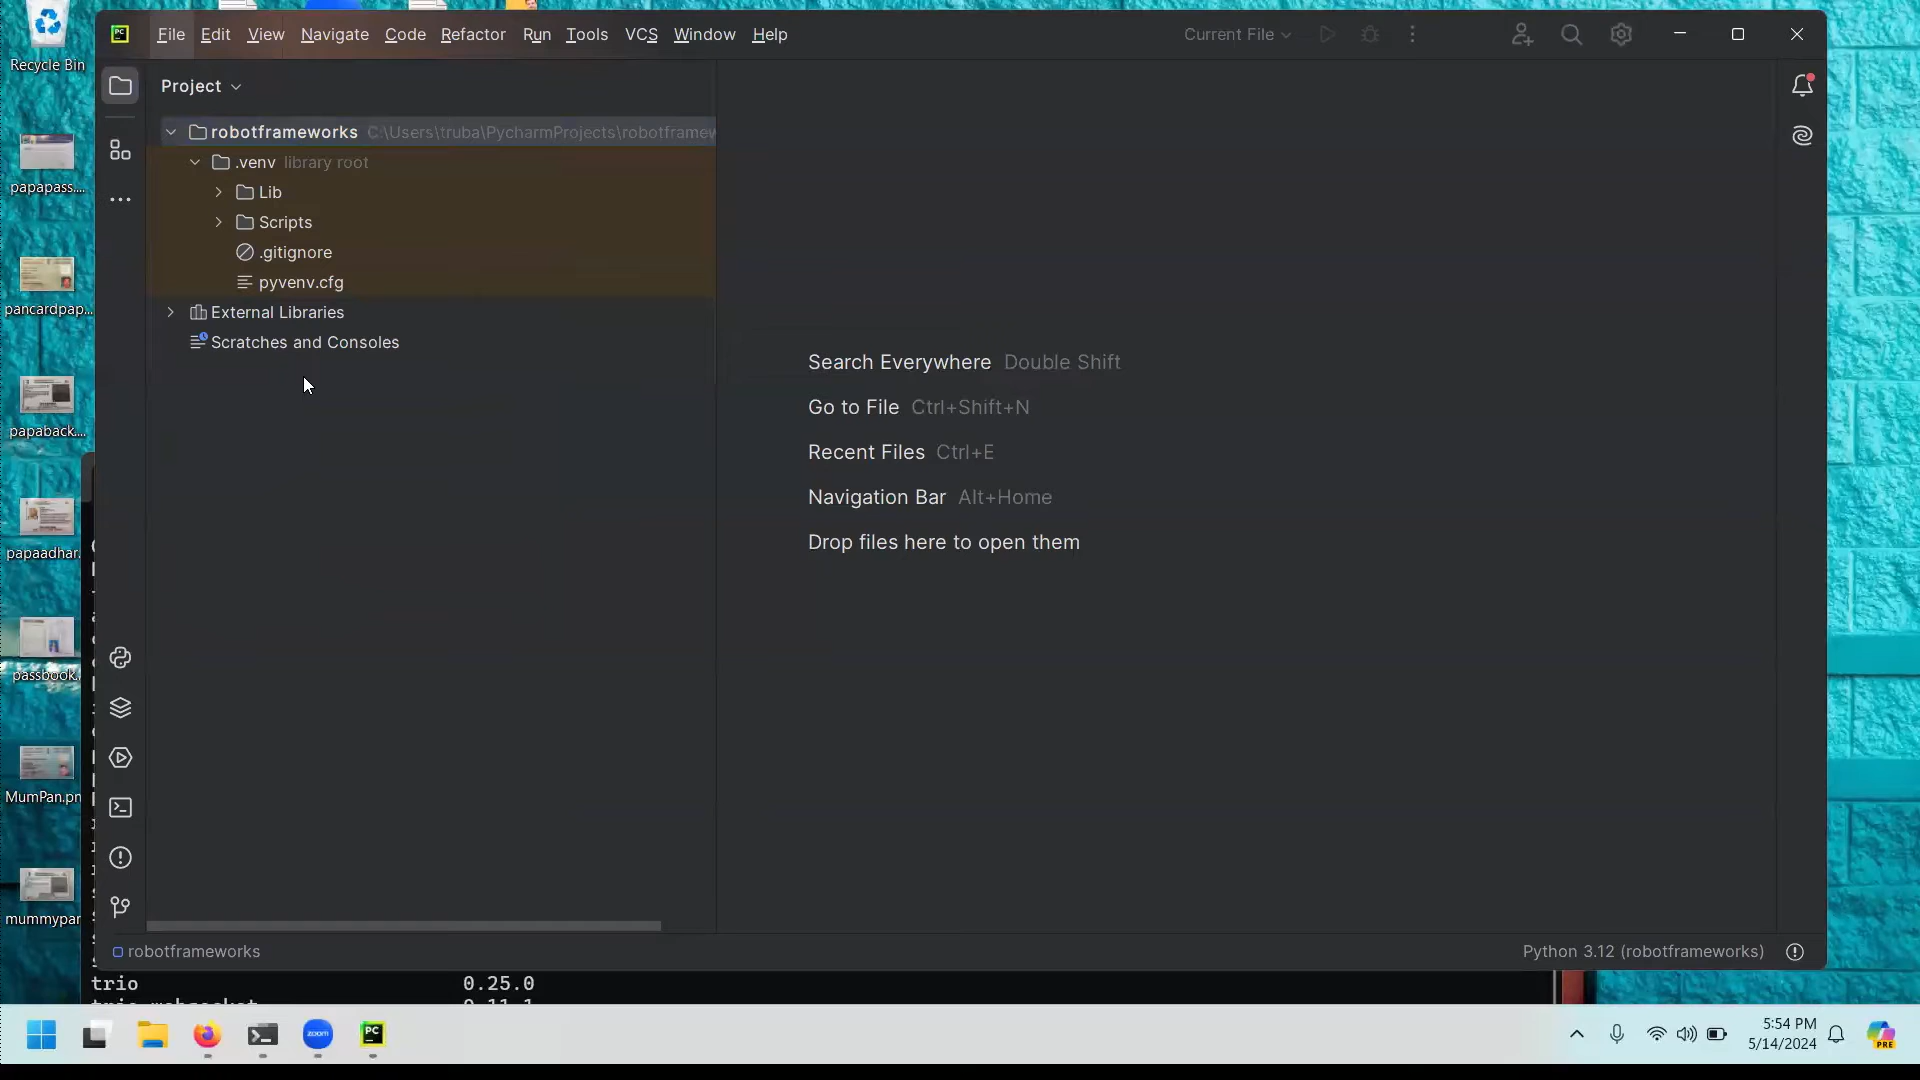 Recycle Bin
papapass....
pancardpap...
papaback....
papaadhar.
passbook.
MumPan.pn
mummypar
PC
File Edit View Navigate Code Refactor Run Tools VCS Window Help
Current File
Project
robotframeworks C:\Users\truba\PycharmProjects\robotframew
.venv library root
Lib
Scripts
.gitignore
pyvenv.cfg
External Libraries
Scratches and Consoles
Search Everywhere Double Shift
Go to File Ctrl+Shift+N
Recent Files Ctrl+E
Navigation Bar Alt+Home
Drop files here to open them
robotframeworks
Python 3.12 (robotframeworks)
trio 0.25.0
zoom
PC
5:54 PM
5/14/2024
PRE